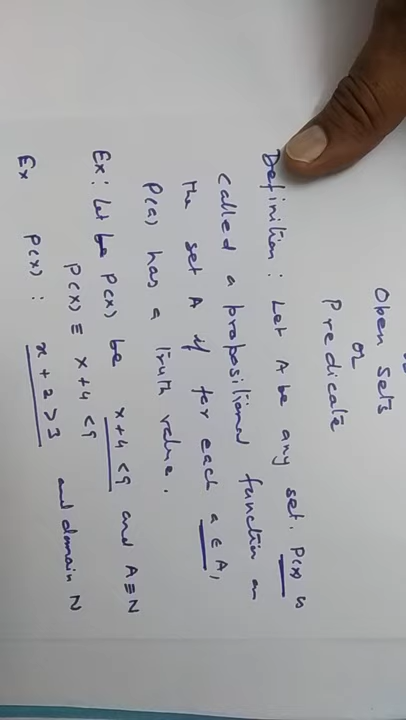 Open sets
or
Predicate
Definition : Let A be any set. P(x) is
called a propositional function on
the set A if for each a ∈ A,
P(a) has a truth value.
Ex : Let be P(x) be x + 4 < 9 and A ≡ N
P(x) ≡ x + 4 < 9
Ex P(x) : x + 2 > 3 and domain N